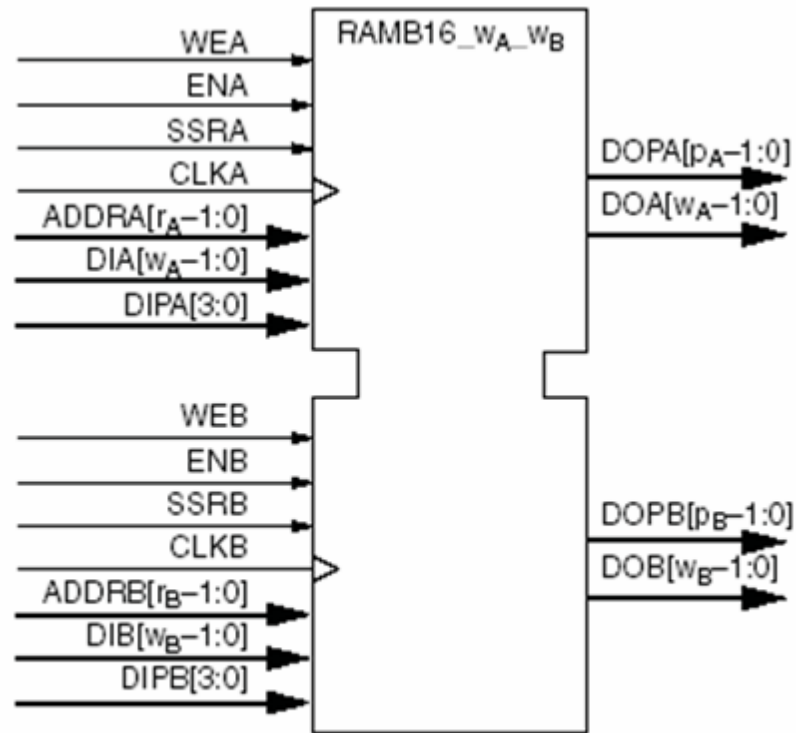 RAMB16_wA_wB
WEA
ENA
SSRA
CLKA
ADDRA[rA–1:0]
DIA[wA–1:0]
DIPA[3:0]
DOPA[pA–1:0]
DOA[wA–1:0]
WEB
ENB
SSRB
CLKB
ADDRB[rB–1:0]
DIB[wB–1:0]
DIPB[3:0]
DOPB[pB–1:0]
DOB[wB–1:0]